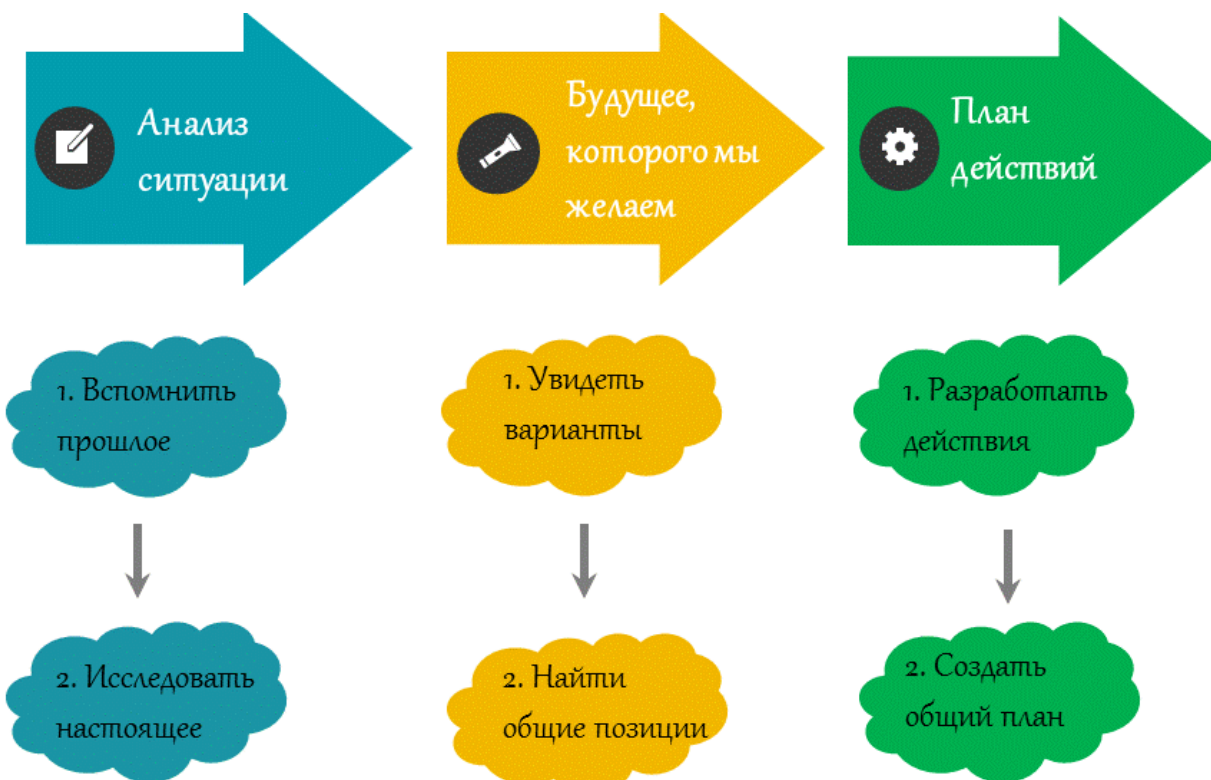 Анализ
ситуации
Будущее,
которого мы
желаем
План
действий
1. Вспомнить
прошлое
1. Увидеть
варианты
1. Разработать
действия
2. Исследовать
настоящее
2. Найти
общие позиции
2. Создать
общий план